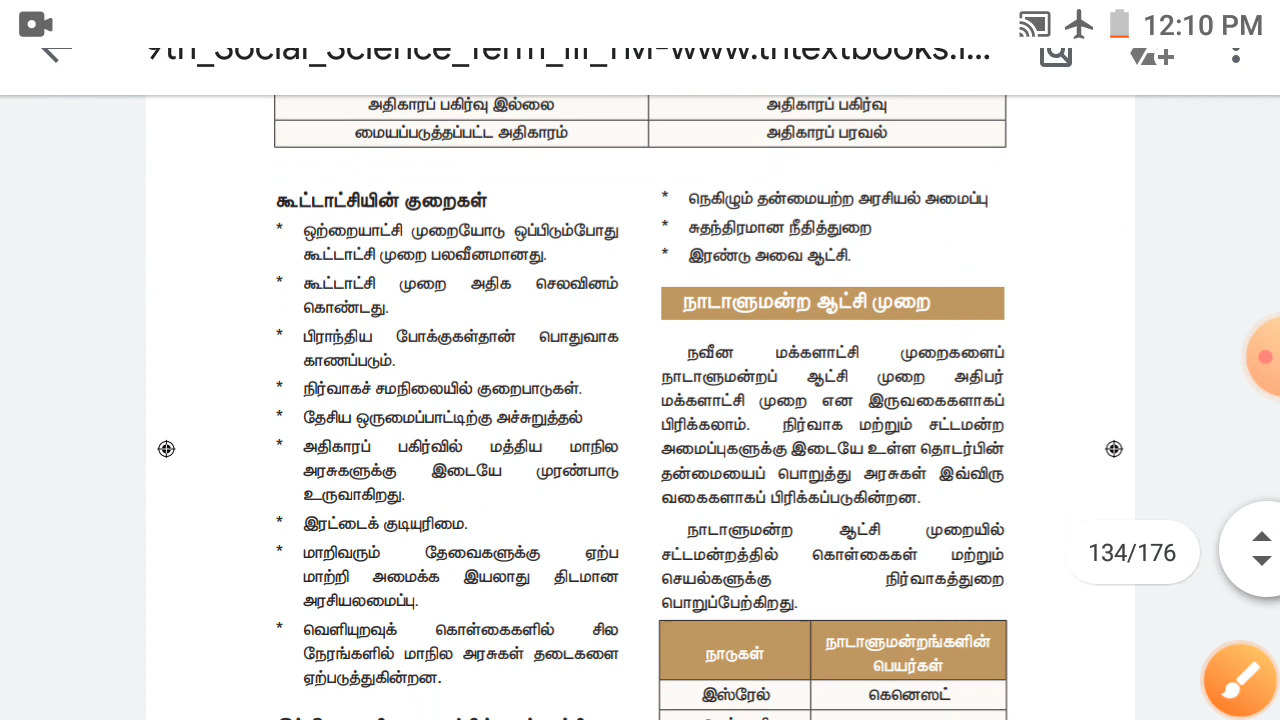 12:10 PM
9th_Social_Science_Term_III_TM-www.tntextbooks.i...
அதிகாரப் பகிர்வு இல்லை அதிகாரப் பகிர்வு
மையப்படுத்தப்பட்ட அதிகாரம் அதிகாரப் பரவல்
கூட்டாட்சியின் குறைகள்
* ஒற்றையாட்சி முறையோடு ஒப்பிடும்போது
கூட்டாட்சி முறை பலவீனமானது.
* கூட்டாட்சி முறை அதிக செலவினம்
கொண்டது.
* பிராந்திய போக்குகள்தான் பொதுவாக
காணப்படும்.
* நிர்வாகச் சமநிலையில் குறைபாடுகள்.
* தேசிய ஒருமைப்பாட்டிற்கு அச்சுறுத்தல்
* அதிகாரப் பகிர்வில் மத்திய மாநில
அரசுகளுக்கு இடையே முரண்பாடு
உருவாகிறது.
* இரட்டைக் குடியுரிமை.
* மாறிவரும் தேவைகளுக்கு ஏற்ப
மாற்றி அமைக்க இயலாது திடமான
அரசியலமைப்பு.
* வெளியுறவுக் கொள்கைகளில் சில
நேரங்களில் மாநில அரசுகள் தடைகளை
ஏற்படுத்துகின்றன.
* நெகிழும் தன்மையற்ற அரசியல் அமைப்பு
* சுதந்திரமான நீதித்துறை
* இரண்டு அவை ஆட்சி.
நாடாளுமன்ற ஆட்சி முறை
நவீன மக்களாட்சி முறைகளைப்
நாடாளுமன்றப் ஆட்சி முறை அதிபர்
மக்களாட்சி முறை என இருவகைகளாகப்
பிரிக்கலாம். நிர்வாக மற்றும் சட்டமன்ற
அமைப்புகளுக்கு இடையே உள்ள தொடர்பின்
தன்மையைப் பொறுத்து அரசுகள் இவ்விரு
வகைகளாகப் பிரிக்கப்படுகின்றன.
நாடாளுமன்ற ஆட்சி முறையில்
சட்டமன்றத்தில் கொள்கைகள் மற்றும்
செயல்களுக்கு நிர்வாகத்துறை
பொறுப்பேற்கிறது.
நாடுகள் நாடாளுமன்றங்களின்
பெயர்கள்
இஸ்ரேல் கெனஸட்
134/176